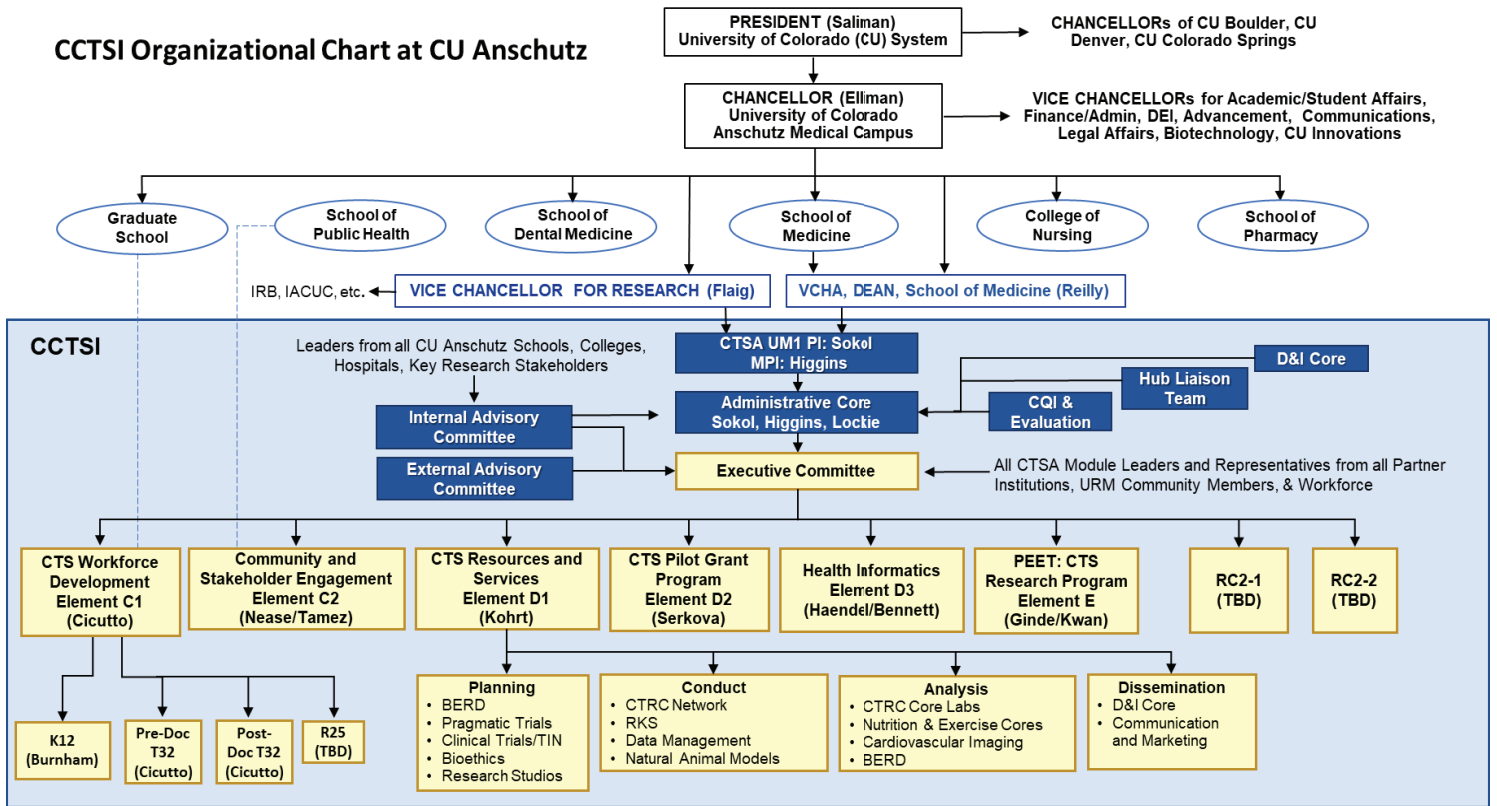 CCTSI Organizational Chart at CU Anschutz
PRESIDENT (Saliman)
University of Colorado (CU) System
CHANCELLORs of CU Boulder, CU
Denver, CU Colorado Springs
CHANCELLOR (Elliman)
University of Colorado
Anschutz Medical Campus
VICE CHANCELLORs for Academic/Student Affairs,
Finance/Admin, DEI, Advancement, Communications,
Legal Affairs, Biotechnology, CU Innovations
Graduate
School
School of
Public Health
School of
Dental Medicine
School of
Medicine
College of
Nursing
School of
Pharmacy
IRB, IACUC, etc.
VICE CHANCELLOR FOR RESEARCH (Flaig)
VCHA, DEAN, School of Medicine (Reilly)
CCTSI
Leaders from all CU Anschutz Schools, Colleges,
Hospitals, Key Research Stakeholders
CTSA UM1 PI: Sokol
MPI: Higgins
D&I Core
Hub Liaison
Team
CQI &
Evaluation
Internal Advisory
Committee
Administrative Core
Sokol, Higgins, Lockie
External Advisory
Committee
Executive Committee
All CTSA Module Leaders and Representatives from all Partner
Institutions, URM Community Members, & Workforce
CTS Workforce
Development
Element C1
(Cicutto)
Community and
Stakeholder Engagement
Element C2
(Nease/Tamez)
CTS Resources and
Services
Element D1
(Kohrt)
CTS Pilot Grant
Program
Element D2
(Serkova)
Health Informatics
Element D3
(Haendel/Bennett)
PEET: CTS
Research Program
Element E
(Ginde/Kwan)
RC2-1
(TBD)
RC2-2
(TBD)
K12
(Burnham)
Pre-Doc
T32
(Cicutto)
Post-
Doc T32
(Cicutto)
R25
(TBD)
Planning
• BERD
• Pragmatic Trials
• Clinical Trials/TIN
• Bioethics
• Research Studios
Conduct
• CTRC Network
• RKS
• Data Management
• Natural Animal Models
Analysis
• CTRC Core Labs
• Nutrition & Exercise Cores
• Cardiovascular Imaging
• BERD
Dissemination
• D&I Core
• Communication
and Marketing